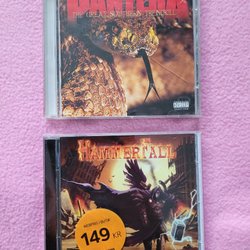 PANTERA
THE GREAT SOUTHERN TRENDKILL
HAMMERFALL
149 KR